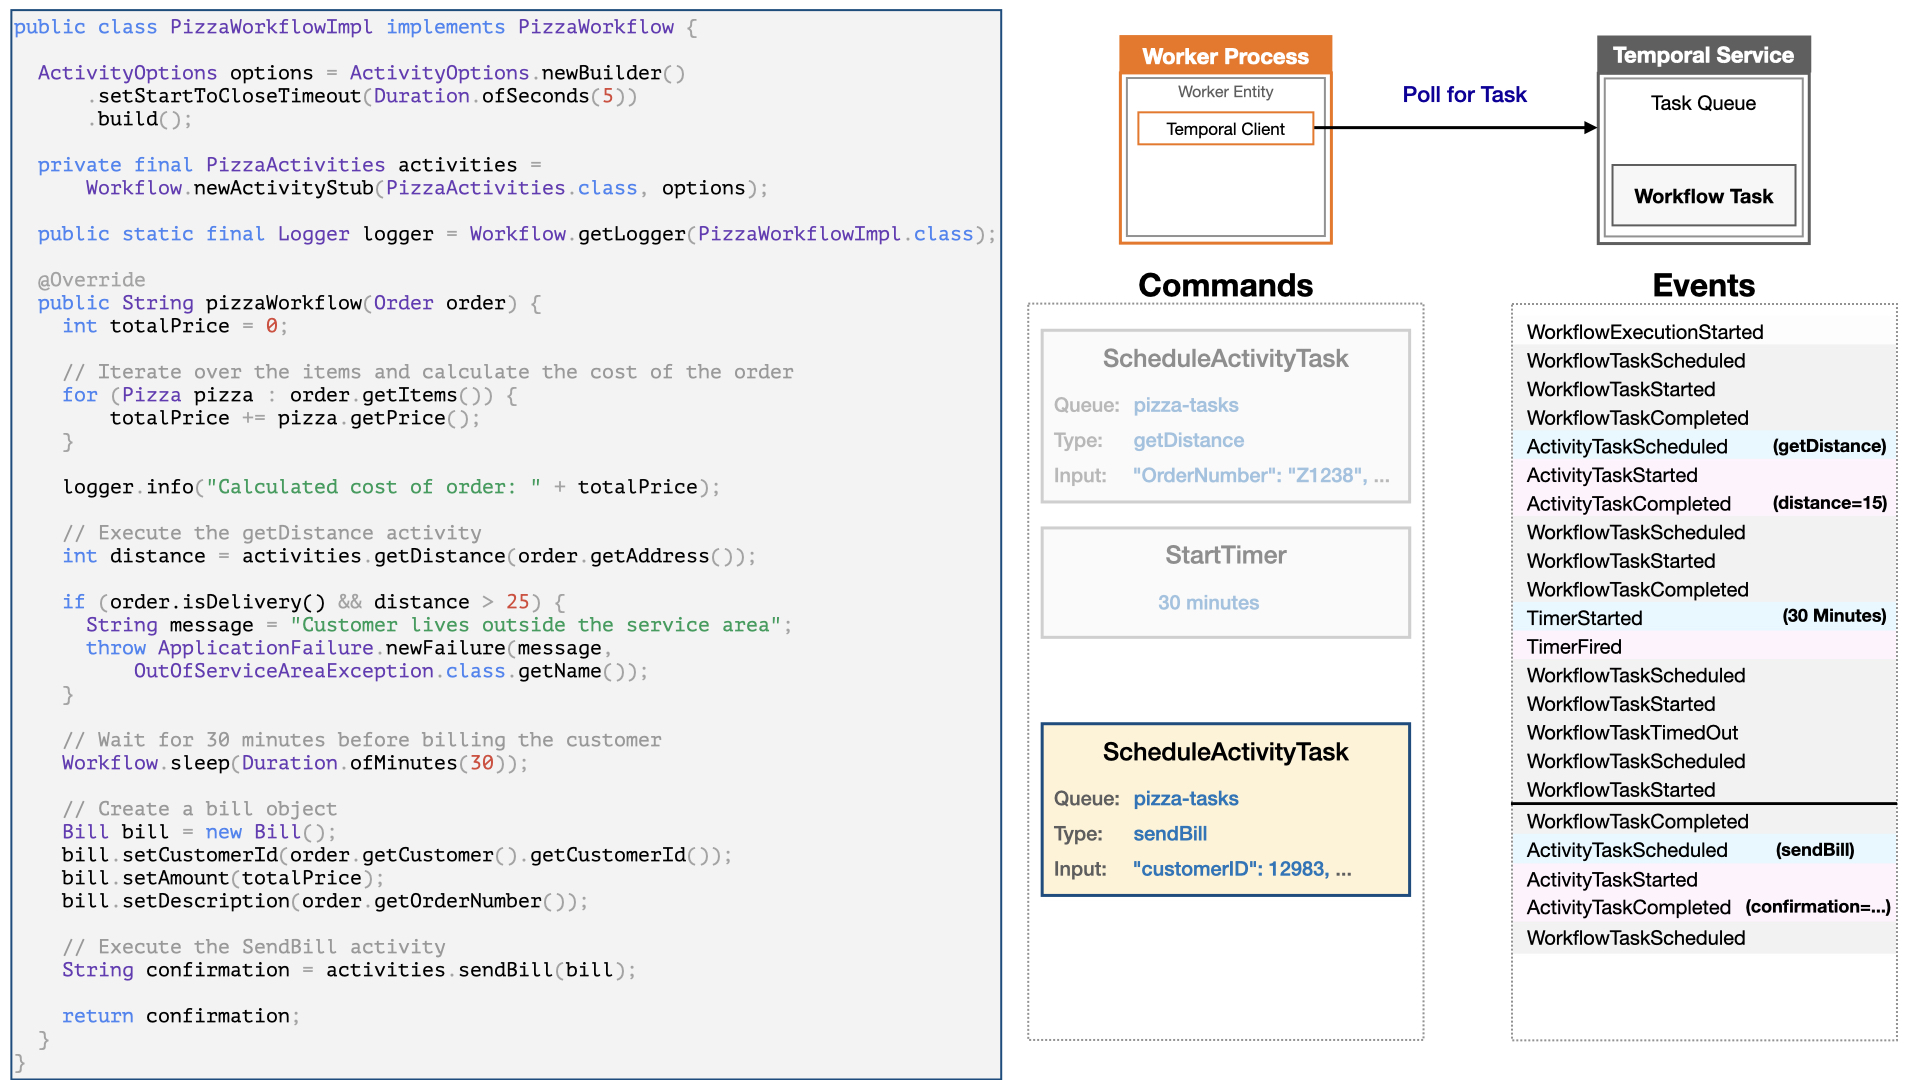 public class PizzaWorkflowImpl implements PizzaWorkflow {
ActivityOptions options = ActivityOptions.newBuilder()
.setStartToCloseTimeout(Duration.ofSeconds(5))
.build();
private final PizzaActivities activities =
Workflow.newActivityStub(PizzaActivities.class, options);
public static final Logger logger = Workflow.getLogger(PizzaWorkflowImpl.class);
@Override
public String pizzaWorkflow(Order order) {
int totalPrice = 0;
// Iterate over the items and calculate the cost of the order
for (Pizza pizza : order.getItems()) {
totalPrice += pizza.getPrice();
}
logger.info("Calculated cost of order: " + totalPrice);
// Execute the getDistance activity
int distance = activities.getDistance(order.getAddress());
if (order.isDelivery() && distance > 25) {
String message = "Customer lives outside the service area";
throw ApplicationFailure.newFailure(message,
OutOfServiceAreaException.class.getName());
}
// Wait for 30 minutes before billing the customer
Workflow.sleep(Duration.ofMinutes(30));
// Create a bill object
Bill bill = new Bill();
bill.setCustomerId(order.getCustomer().getCustomerId());
bill.setAmount(totalPrice);
bill.setDescription(order.getOrderNumber());
// Execute the SendBill activity
String confirmation = activities.sendBill(bill);
return confirmation;
}
}
Worker Process
Worker Entity
Temporal Client
Poll for Task
Temporal Service
Task Queue
Workflow Task
Commands
ScheduleActivityTask
Queue: pizza-tasks
Type: getDistance
Input: "OrderNumber": "Z1238", ...
StartTimer
30 minutes
ScheduleActivityTask
Queue: pizza-tasks
Type: sendBill
Input: "customerID": 12983, ...
Events
WorkflowExecutionStarted
WorkflowTaskScheduled
WorkflowTaskStarted
WorkflowTaskCompleted
ActivityTaskScheduled (getDistance)
ActivityTaskStarted
ActivityTaskCompleted (distance=15)
WorkflowTaskScheduled
WorkflowTaskStarted
WorkflowTaskCompleted
TimerStarted (30 Minutes)
TimerFired
WorkflowTaskScheduled
WorkflowTaskStarted
WorkflowTaskTimedOut
WorkflowTaskScheduled
WorkflowTaskStarted
WorkflowTaskCompleted
ActivityTaskScheduled (sendBill)
ActivityTaskStarted
ActivityTaskCompleted (confirmation=...)
WorkflowTaskScheduled